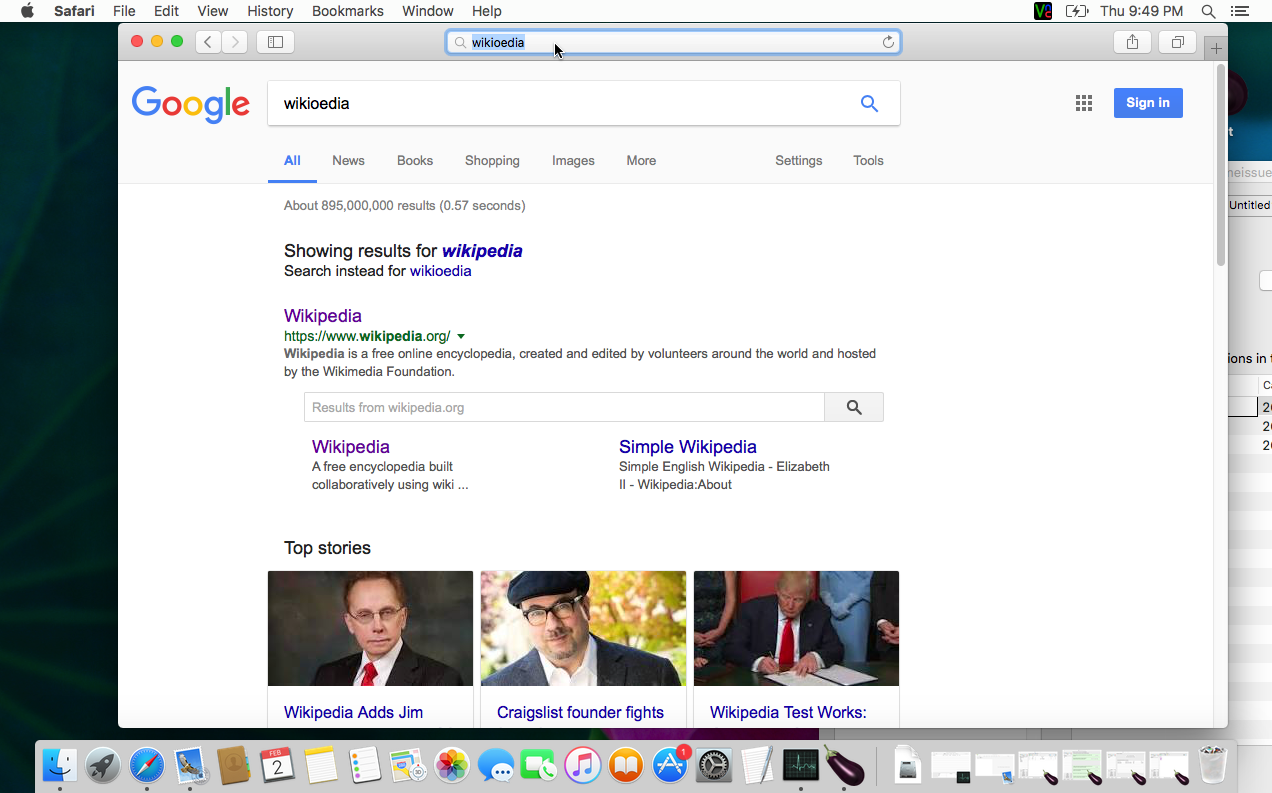 Safari File Edit View History Bookmarks Window Help Thu 9:49 PM
wikioedia
Google wikioedia Sign in
All News Books Shopping Images More Settings Tools
About 895,000,000 results (0.57 seconds)
Showing results for wikipedia
Search instead for wikioedia
Wikipedia
https://www.wikipedia.org/
Wikipedia is a free online encyclopedia, created and edited by volunteers around the world and hosted
by the Wikimedia Foundation.
Results from wikipedia.org
Wikipedia
A free encyclopedia built
collaboratively using wiki ...
Simple Wikipedia
Simple English Wikipedia - Elizabeth
II - Wikipedia:About
Top stories
Wikipedia Adds Jim
Craigslist founder fights
Wikipedia Test Works:
t
neissue
Untitled
ions in t
FEB
2
1